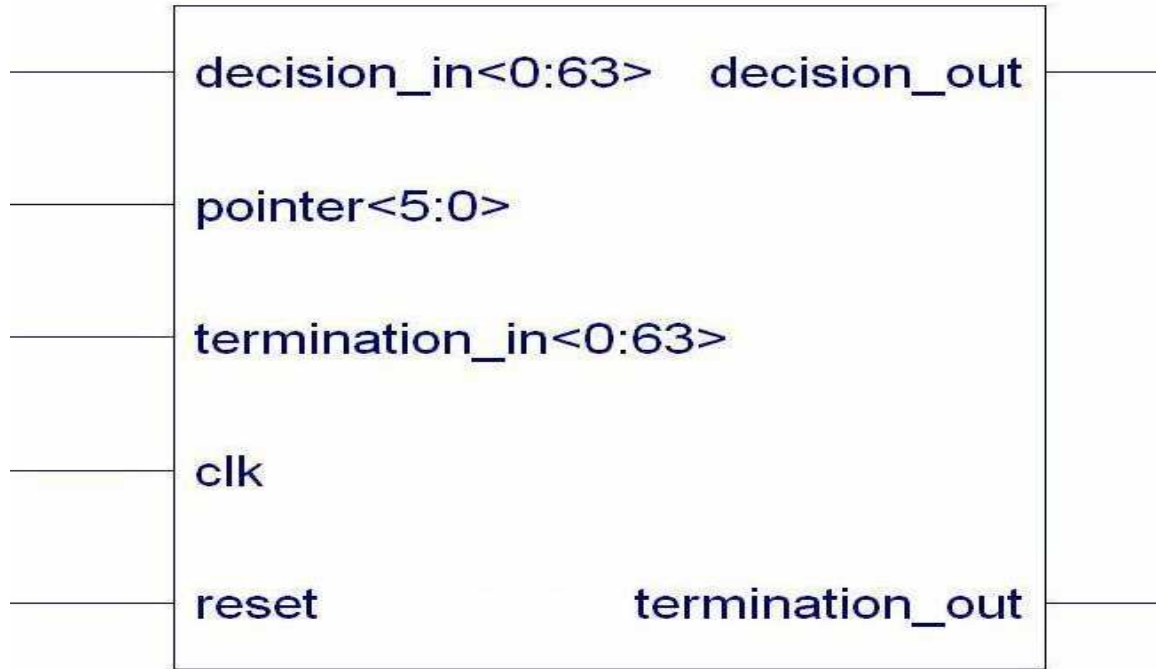 decision_in<0:63> decision_out
pointer<5:0>
termination_in<0:63>
clk
reset termination_out